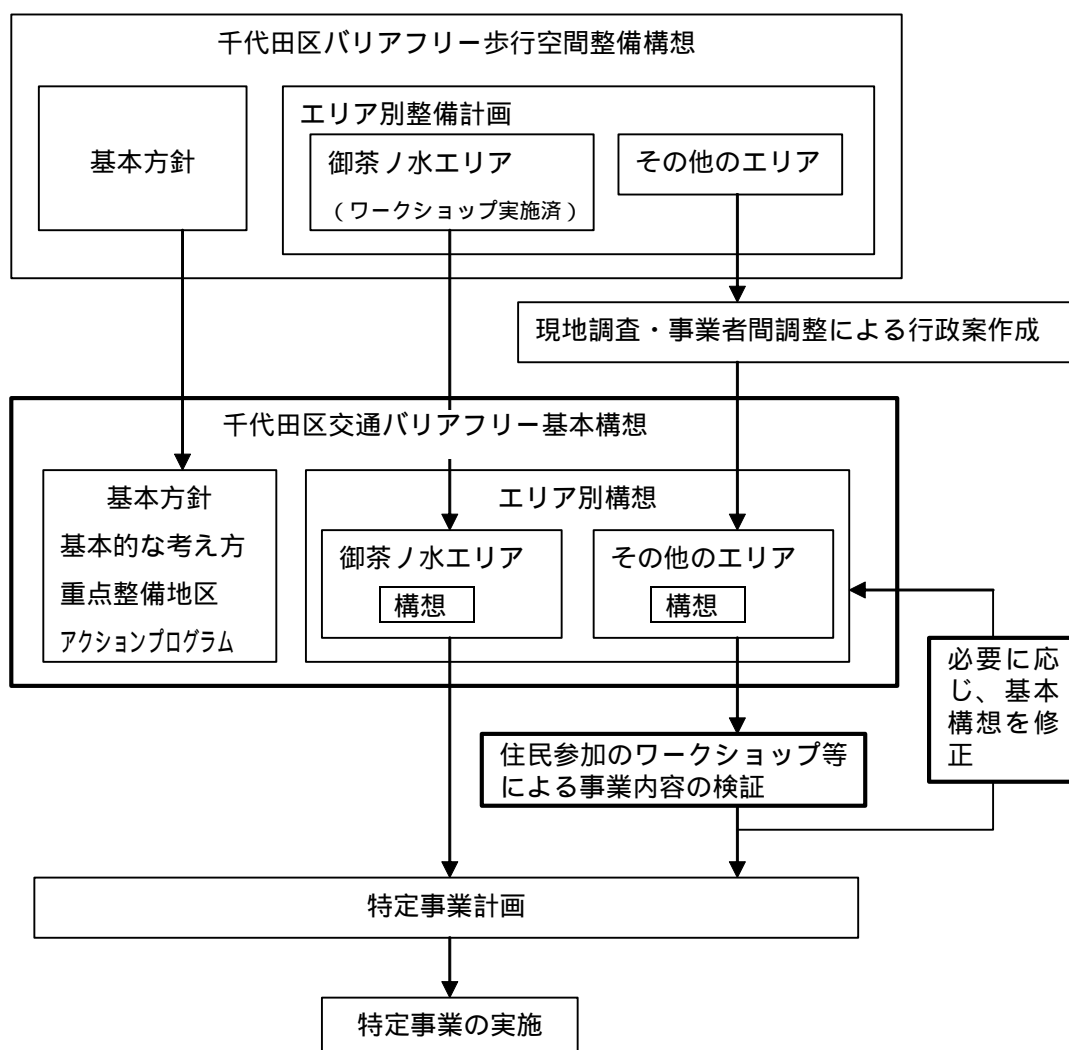 千代田区バリアフリー歩行空間整備構想
基本方針
エリア別整備計画
御茶ノ水エリア
(ワークショップ実施済)
その他のエリア
現地調査・事業者間調整による行政案作成
千代田区交通バリアフリー基本構想
基本方針
基本的な考え方
重点整備地区
アクションプログラム
エリア別構想
御茶ノ水エリア
構想
その他のエリア
構想
必要に応
じ、基本
構想を修
正
住民参加のワークショップ等
による事業内容の検証
特定事業計画
特定事業の実施